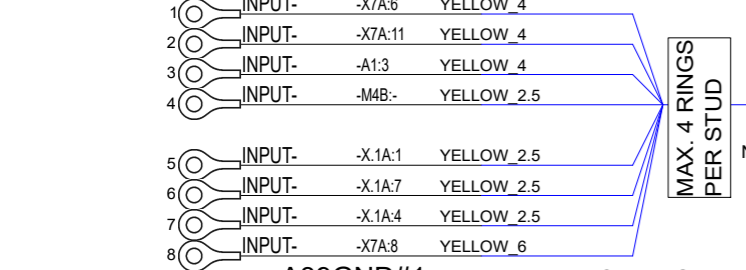 1 INPUT- -X7A:6 YELLOW_4
2 INPUT- -X7A:11 YELLOW_4
3 INPUT- -A1:3 YELLOW_4
4 INPUT- -M4B:- YELLOW_2.5
MAX. 4 RINGS
PER STUD
5 INPUT- -X.1A:1 YELLOW_2.5
6 INPUT- -X.1A:7 YELLOW_2.5
7 INPUT- -X.1A:4 YELLOW_2.5
8 INPUT- -X7A:8 YELLOW_6